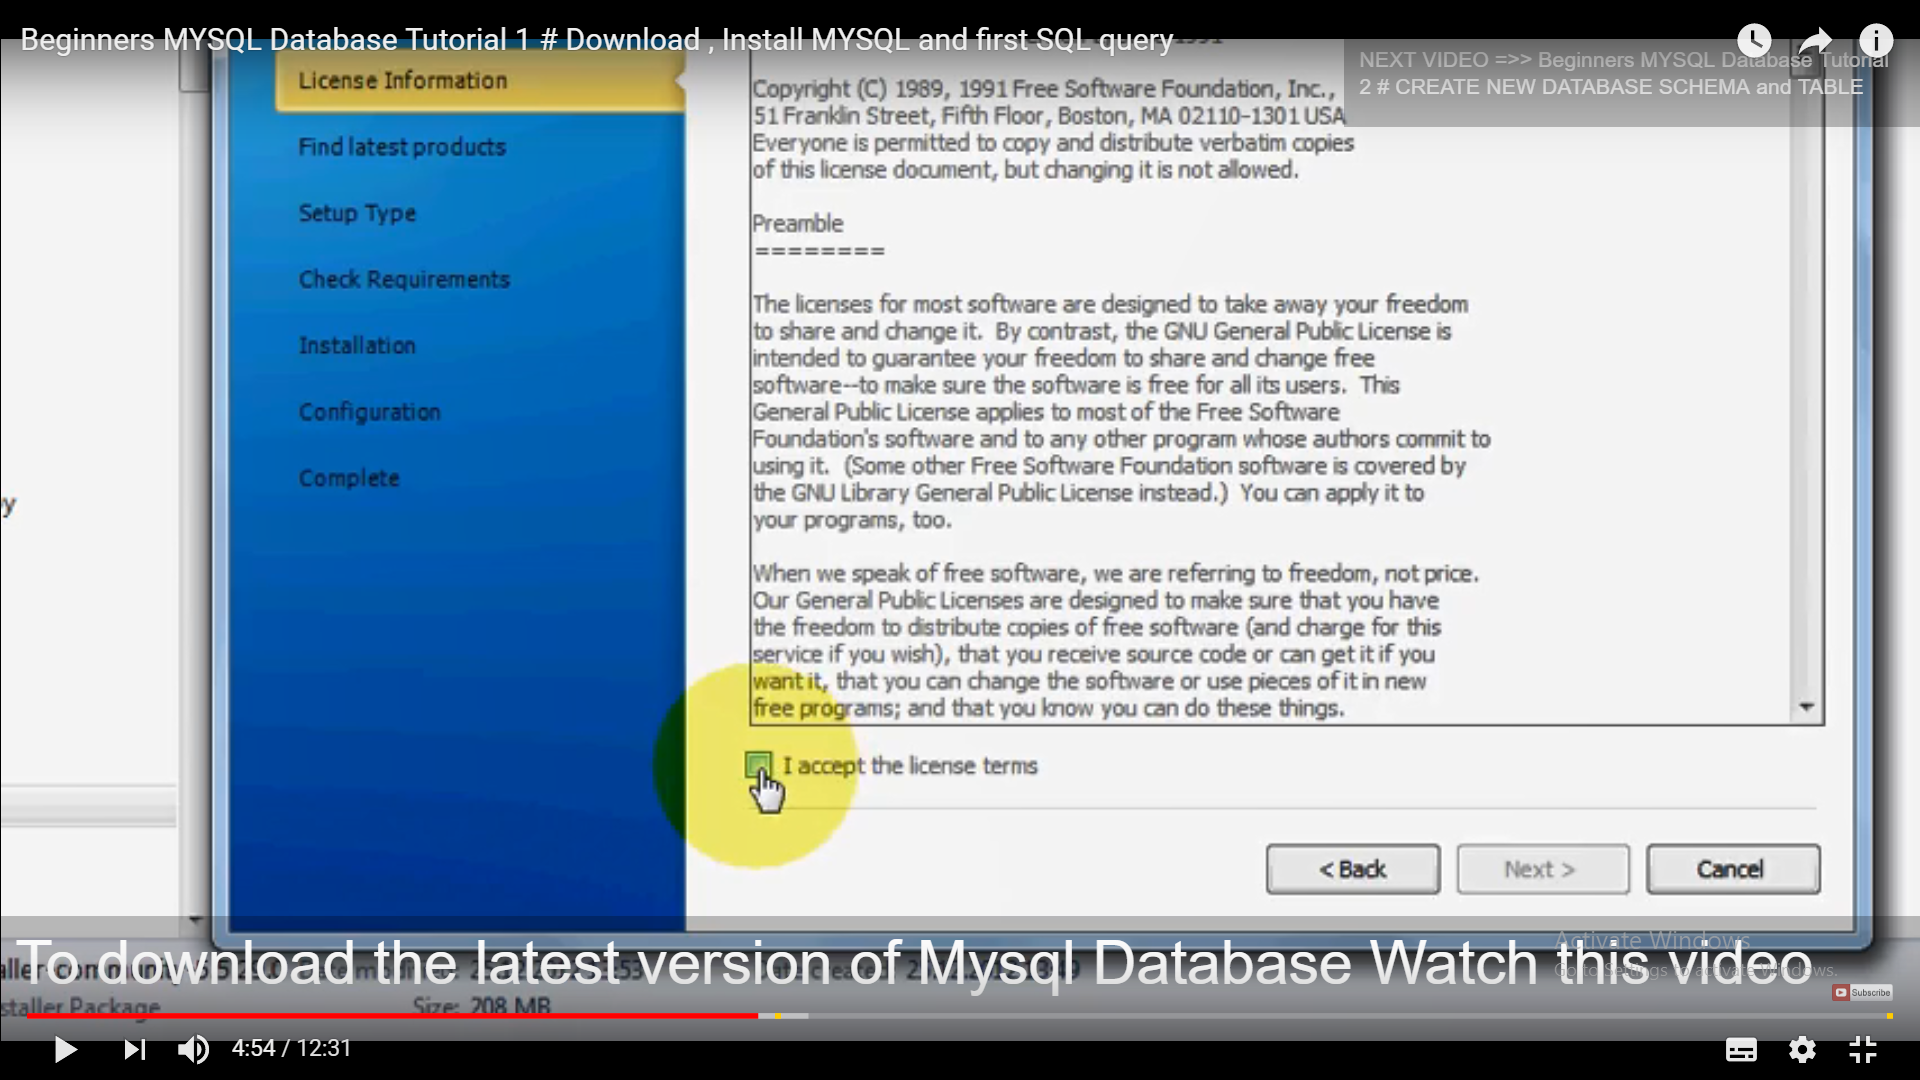 Beginners MYSQL Database Tutorial 1 # Download , Install MYSQL and first SQL query
NEXT VIDEO =>> Beginners MYSQL Database Tutorial
2 # CREATE NEW DATABASE SCHEMA and TABLE
License Information
Find latest products
Setup Type
Check Requirements
Installation
Configuration
Complete
Copyright (C) 1989, 1991 Free Software Foundation, Inc.,
51 Franklin Street, Fifth Floor, Boston, MA 02110-1301 USA
Everyone is permitted to copy and distribute verbatim copies
of this license document, but changing it is not allowed.
Preamble
========
The licenses for most software are designed to take away your freedom
to share and change it.  By contrast, the GNU General Public License is
intended to guarantee your freedom to share and change free
software--to make sure the software is free for all its users.  This
General Public License applies to most of the Free Software
Foundation's software and to any other program whose authors commit to
using it.  (Some other Free Software Foundation software is covered by
the GNU Library General Public License instead.)  You can apply it to
your programs, too.
When we speak of free software, we are referring to freedom, not price.
Our General Public Licenses are designed to make sure that you have
the freedom to distribute copies of free software (and charge for this
service if you wish), that you receive source code or can get it if you
want it, that you can change the software or use pieces of it in new
free programs; and that you know you can do these things.
I accept the license terms
< Back
Next >
Cancel
Activate Windows
Go to Settings to activate Windows.
To download the latest version of Mysql Database Watch this video
Size: 208 MB
Subscribe
4:54 / 12:31